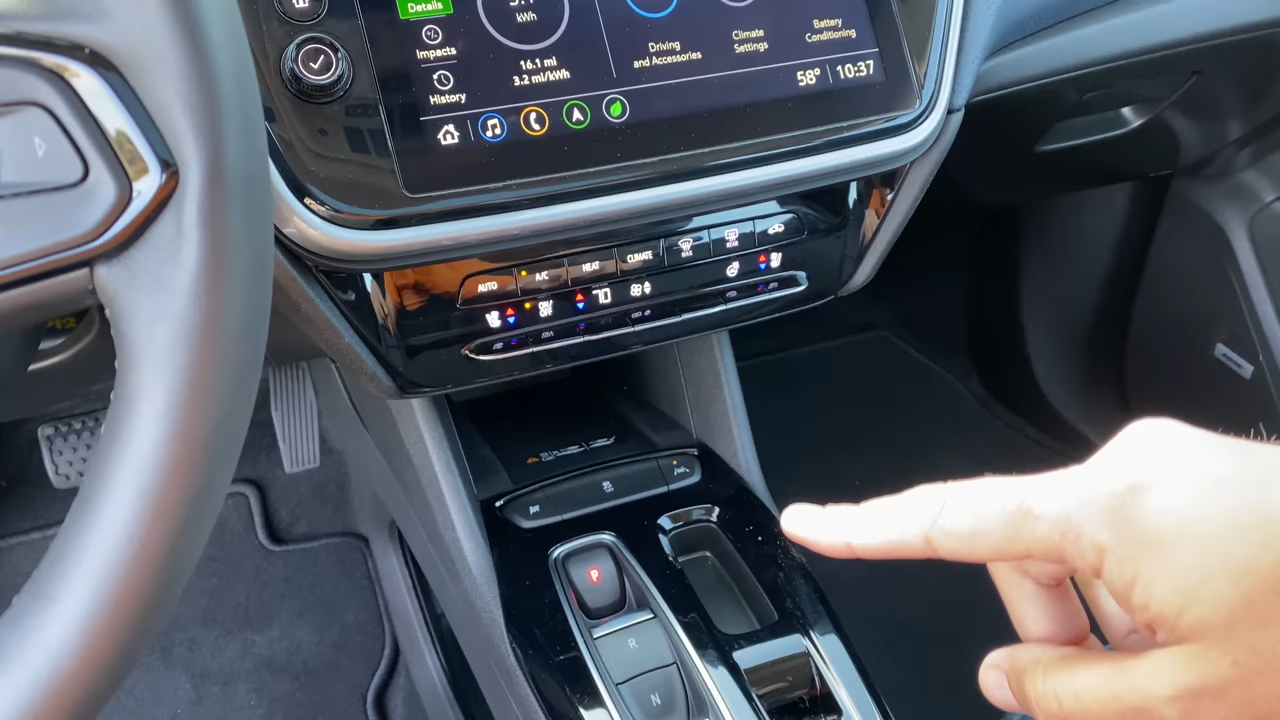 Details
kWh
Impacts
16.1 mi
3.2 mi/kWh
History
Driving
and Accessories
Climate
Settings
Battery
Conditioning
58° 10:37
AUTO
A/C
HEAT
CLIMATE
MAX
REAR
ON/
OFF
70
P
R
N